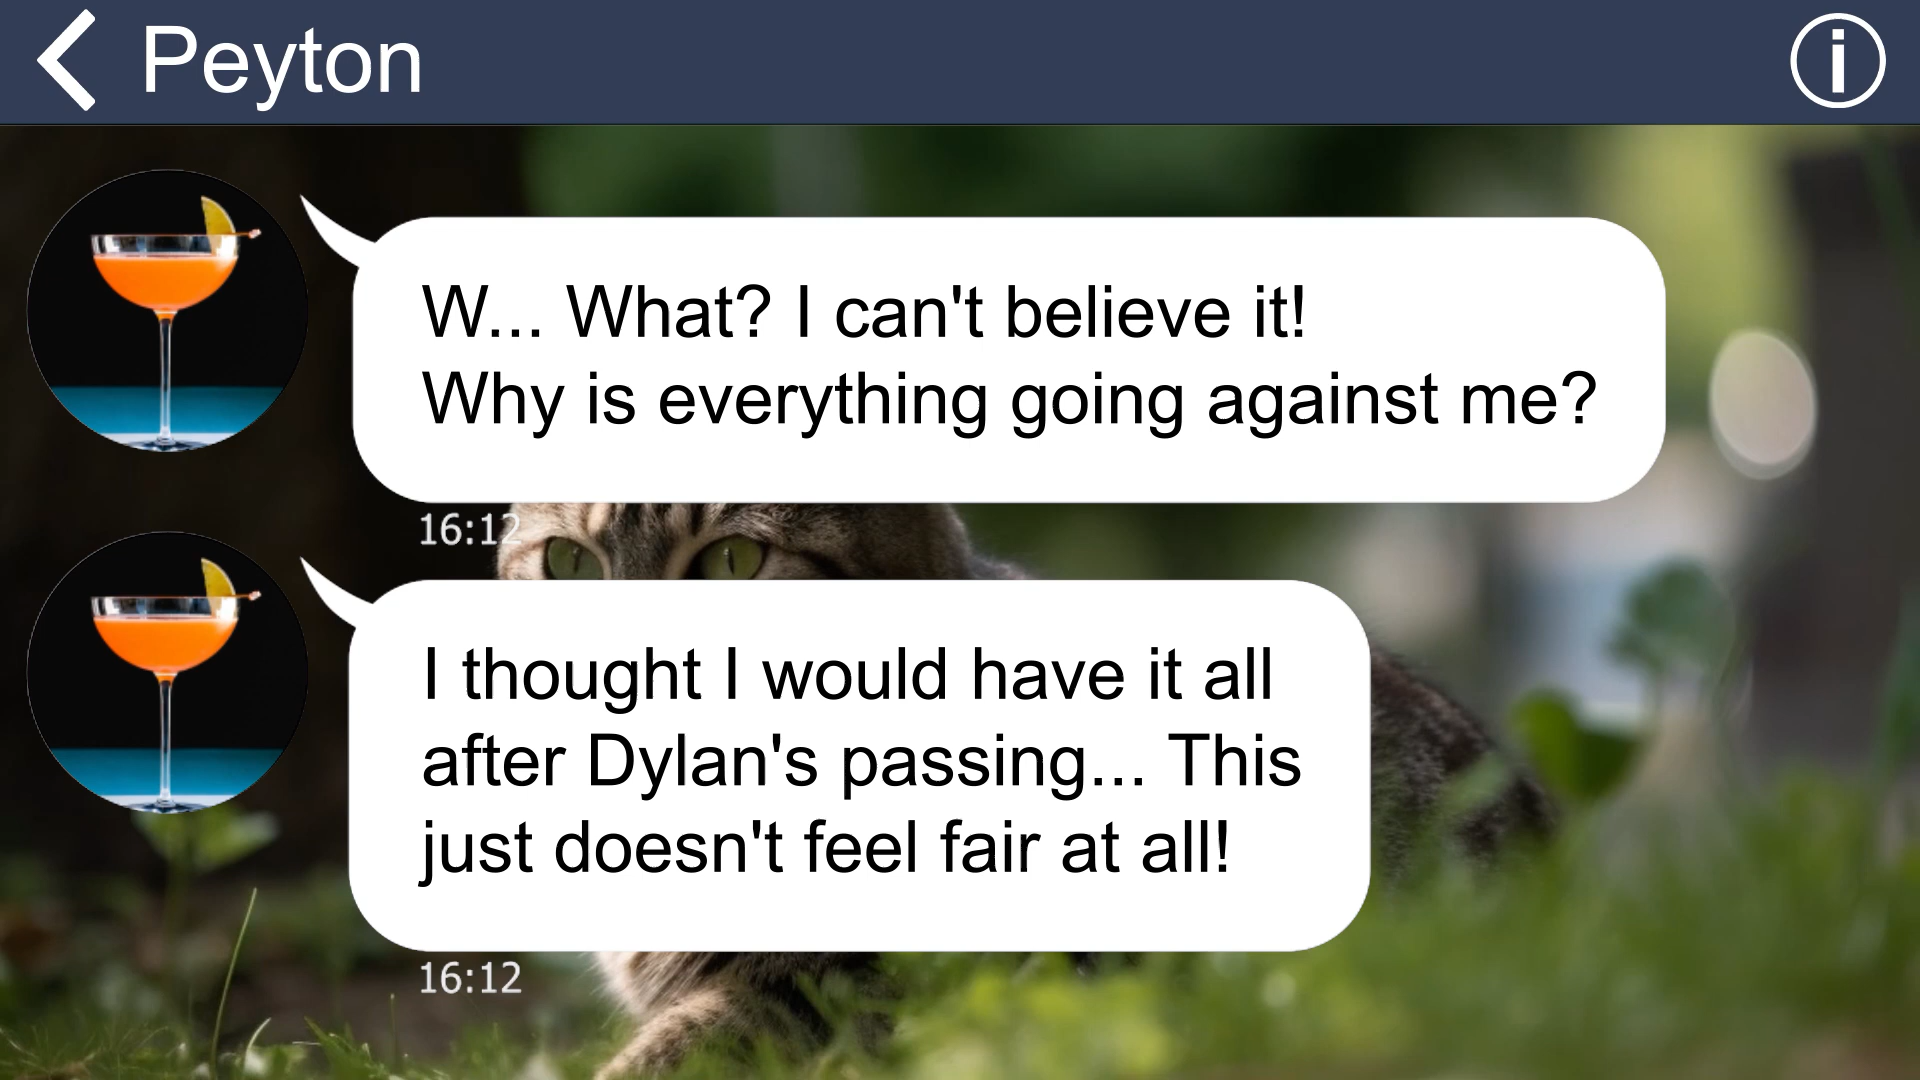 Peyton
W... What? I can't believe it!
Why is everything going against me?
16:12
I thought I would have it all
after Dylan's passing... This
just doesn't feel fair at all!
16:12